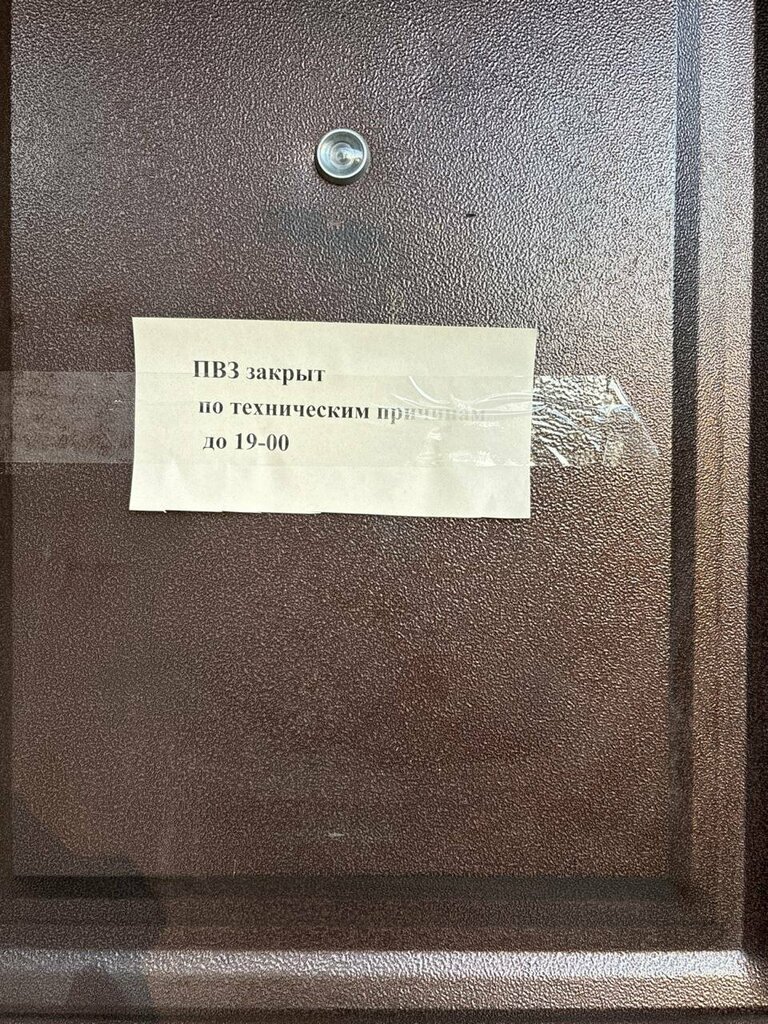 ПВЗ закрыт
по техническим причинам
до 19-00